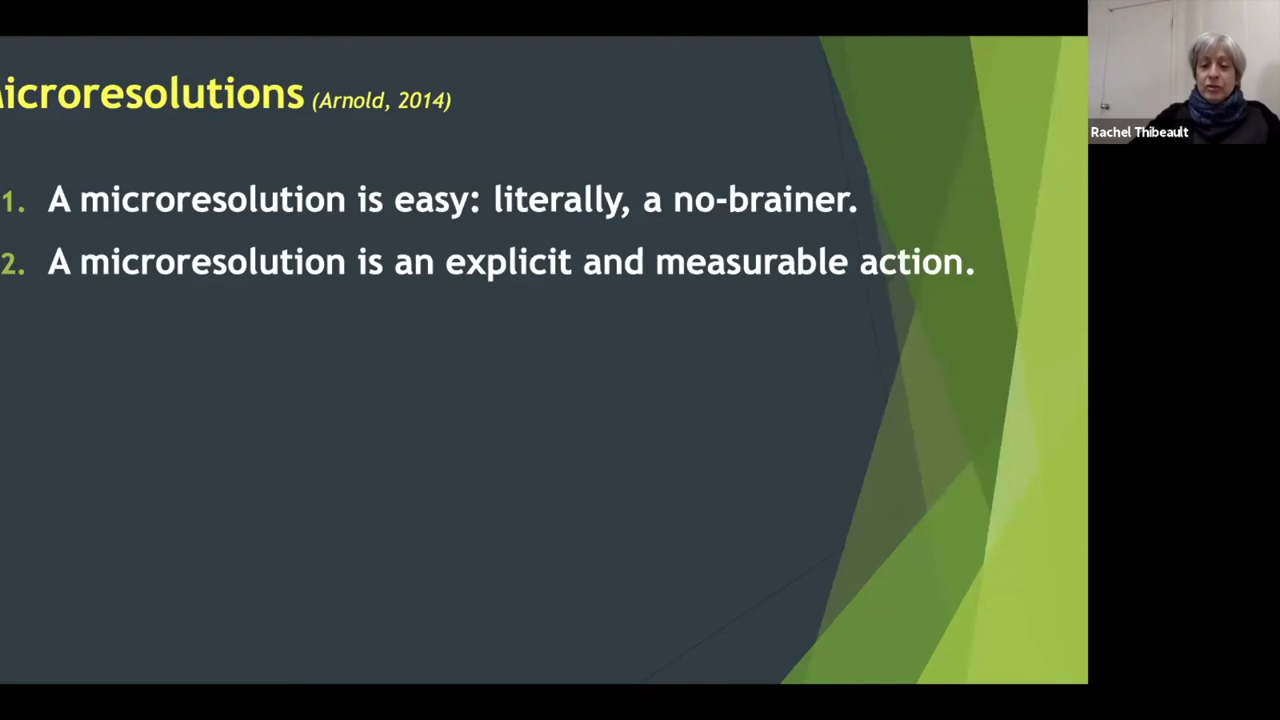 icroresolutions (Arnold, 2014)
1. A microresolution is easy: literally, a no-brainer.
2. A microresolution is an explicit and measurable action.
Rachel Thibeault